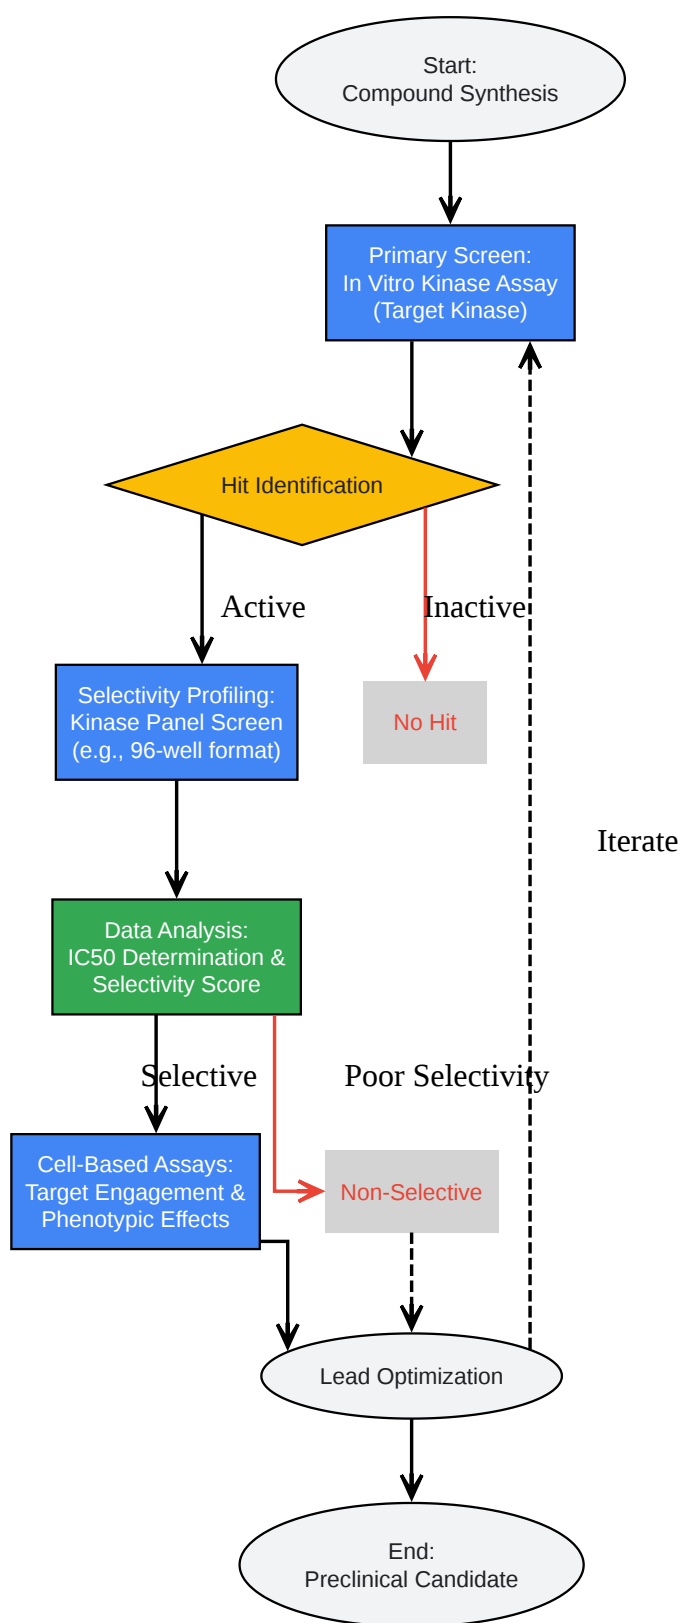 Start:
Compound Synthesis
Primary Screen:
In Vitro Kinase Assay
(Target Kinase)
Hit Identification
Active
Inactive
Selectivity Profiling:
Kinase Panel Screen
(e.g., 96-well format)
No Hit
Iterate
Data Analysis:
IC50 Determination &
Selectivity Score
Selective
Poor Selectivity
Cell-Based Assays:
Target Engagement &
Phenotypic Effects
Non-Selective
Lead Optimization
End:
Preclinical Candidate